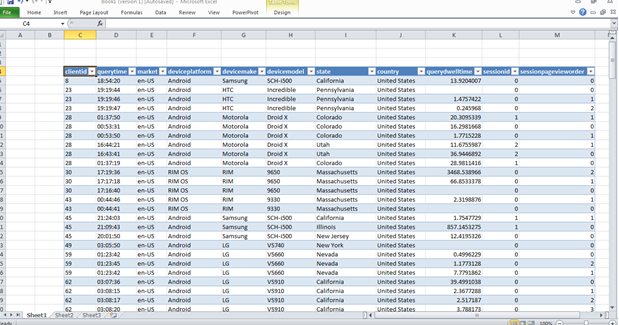 Book1 (version 1) [Autosaved] - Microsoft Excel
File Home Insert Page Layout Formulas Data Review View PowerPivot Design
C4 fx
A B C D E F G H I J K L M
clientid querytime market deviceplatform devicemake devicemodel state country querydwelltime sessionid sessionpagevieworder
8 18:54:20 en-US Android Samsung SCH-i500 California United States 13.9204007 0 0
23 19:19:44 en-US Android HTC Incredible Pennsylvania United States 0 0
23 19:19:46 en-US Android HTC Incredible Pennsylvania United States 1.4757422 0 1
23 19:19:47 en-US Android HTC Incredible Pennsylvania United States 0.245968 0 2
28 01:37:50 en-US Android Motorola Droid X Colorado United States 20.3095339 1 1
28 00:53:31 en-US Android Motorola Droid X Colorado United States 16.2981668 0 0
28 00:53:50 en-US Android Motorola Droid X Colorado United States 1.7715228 0 1
28 16:44:21 en-US Android Motorola Droid X Utah United States 11.6755987 2 1
28 16:43:41 en-US Android Motorola Droid X Utah United States 36.9446892 2 0
28 01:37:19 en-US Android Motorola Droid X Colorado United States 28.9811416 1 0
30 17:19:36 en-US RIM OS RIM 9650 Massachusetts United States 3468.538966 0 2
30 17:17:18 en-US RIM OS RIM 9650 Massachusetts United States 66.8533378 0 1
30 17:16:40 en-US RIM OS RIM 9650 Massachusetts United States 0 0
43 00:44:46 en-US RIM OS RIM 9330 Massachusetts United States 2.3198876 0 1
43 00:44:41 en-US RIM OS RIM 9330 Massachusetts United States 0 0
45 21:24:03 en-US Android Samsung SCH-i500 California United States 1.7547729 1 1
45 21:09:43 en-US Android Samsung SCH-i500 Illinois United States 857.1453275 1 0
45 20:01:50 en-US Android Samsung SCH-i500 New Jersey United States 12.4195326 0 0
49 03:05:50 en-US Android LG VS740 New York United States 0 0
59 01:23:42 en-US Android LG VS660 Nevada United States 0.4996229 0 0
59 01:23:45 en-US Android LG VS660 Nevada United States 1.1773128 0 2
59 01:23:42 en-US Android LG VS660 Nevada United States 7.7791862 0 1
62 03:07:36 en-US Android LG VS910 California United States 39.4991038 0 0
62 03:08:15 en-US Android LG VS910 California United States 2.3677288 0 1
62 03:08:17 en-US Android LG VS910 California United States 2.517187 0 2
62 03:08:20 en-US Android LG VS910 California United States 3.788173 0 3
Sheet1 Sheet2 Sheet3
100%